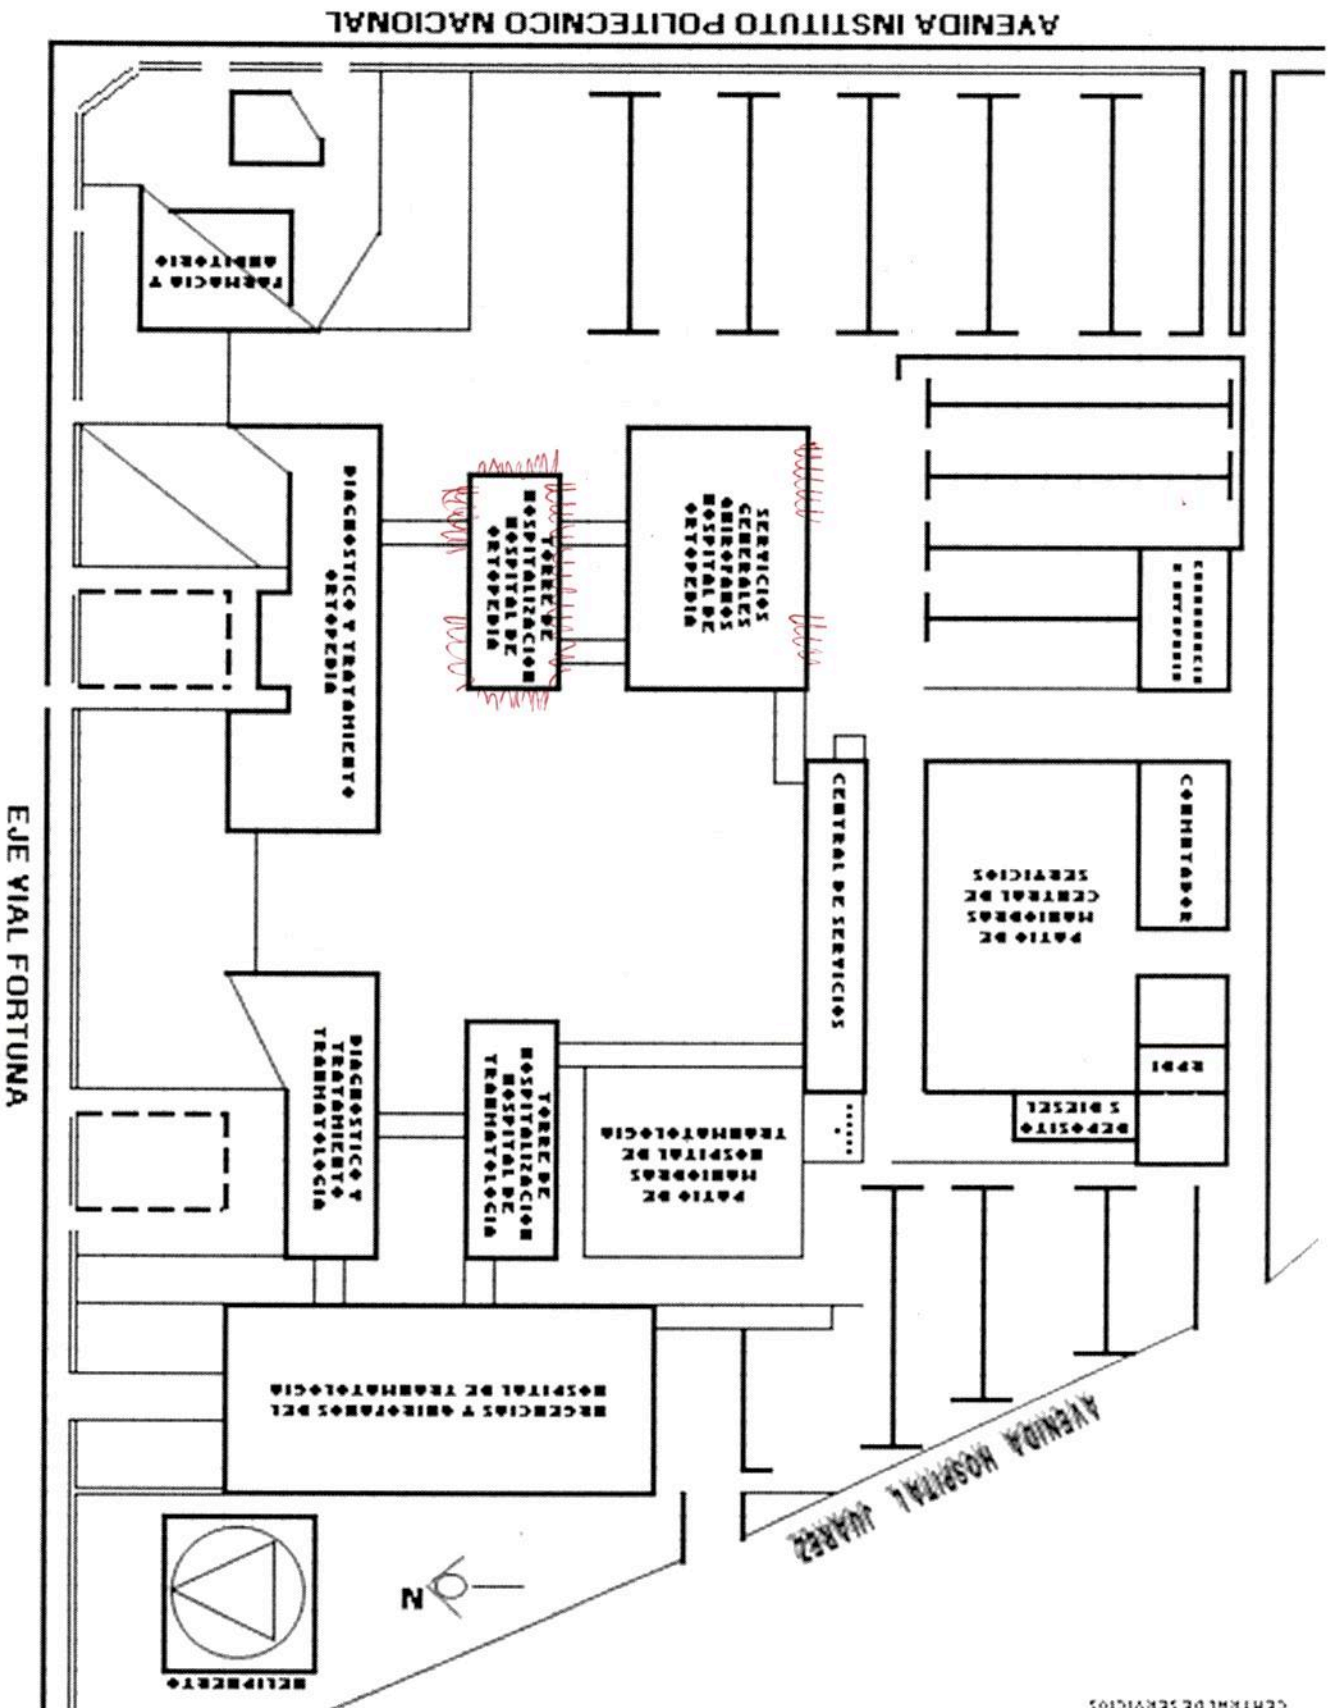 AVENIDA INSTITUTO POLITECNICO NACIONAL
FARMACIA Y
AUDITORIO
DIAGNOSTICO Y TRATAMIENTO
ORTOPEDIA
TORRE DE
HOSPITALIZACION
HOSPITAL DE
ORTOPEDIA
SERVICIOS
GENERALES
QUIROFANOS
HOSPITAL DE
ORTOPEDIA
CENTRAL DE SERVICIOS
PATIO DE
MANIOBRAS
CENTRAL DE
SERVICIOS
CONMUTADOR
RPBI
DEPOSITO
DIESEL
EJE VIAL FORTUNA
DIAGNOSTICO Y
TRATAMIENTO
TRAUMATOLOGIA
TORRE DE
HOSPITALIZACION
HOSPITAL DE
TRAUMATOLOGIA
PATIO DE
MANIOBRAS
HOSPITAL DE
TRAUMATOLOGIA
URGENCIAS Y QUIROFANOS DEL
HOSPITAL DE TRAUMATOLOGIA
AVENIDA HOSPITAL JUAREZ
N
HELIPUERTO
CENTRAL DE SERVICIOS